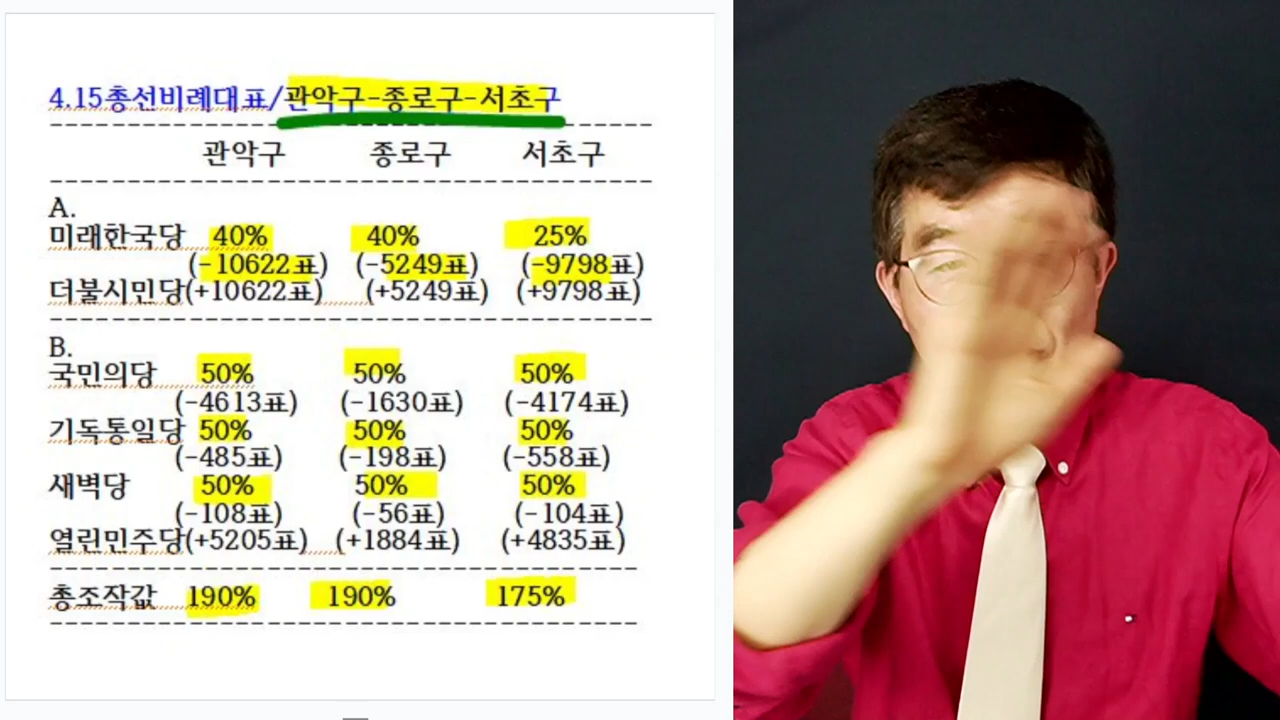 4.15총선비례대표/관악구-종로구-서초구
관악구 종로구 서초구
A.
미래한국당 40% 40% 25%
(-10622표) (-5249표) (-9798표)
더불시민당(+10622표) (+5249표) (+9798표)
B.
국민의당 50% 50% 50%
(-4613표) (-1630표) (-4174표)
기독통일당 50% 50% 50%
(-485표) (-198표) (-558표)
새벽당 50% 50% 50%
(-108표) (-56표) (-104표)
열린민주당(+5205표) (+1884표) (+4835표)
총조작값 190% 190% 175%